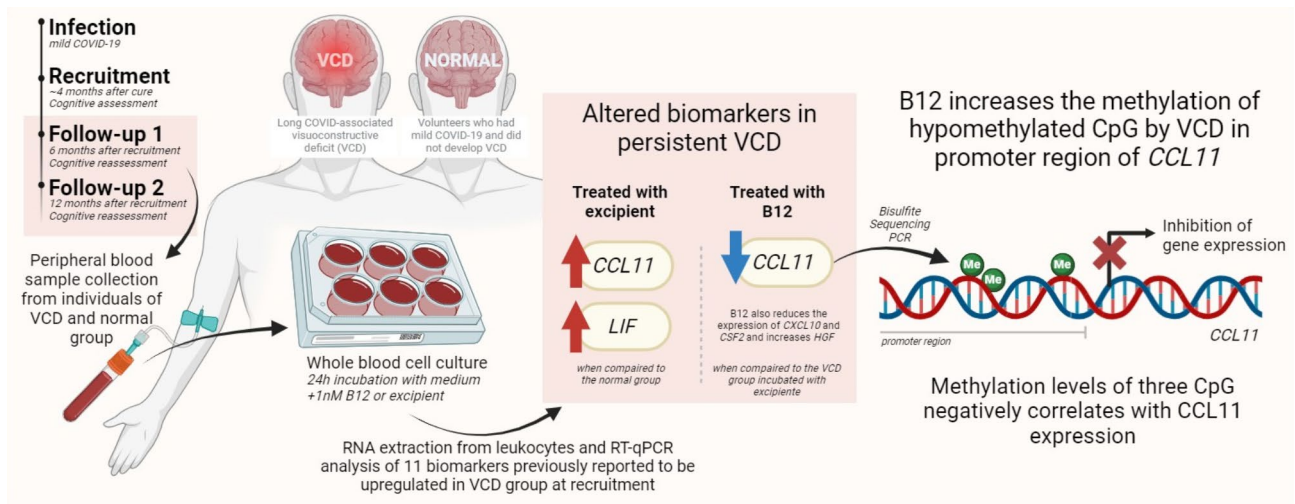 Infection
mild COVID-19
Recruitment
~4 months after cure
Cognitive assessment
Follow-up 1
6 months after recruitment
Cognitive reassessment
Follow-up 2
12 months after recruitment
Cognitive reassessment
Peripheral blood
sample collection
from individuals of
VCD and normal
group
VCD
Long COVID-associated
visuoconstructive
deficit (VCD)
NORMAL
Volunteers who had
mild COVID-19 and did
not develop VCD
Whole blood cell culture
24h incubation with medium
+1nM B12 or excipient
RNA extraction from leukocytes and RT-qPCR
analysis of 11 biomarkers previously reported to be
upregulated in VCD group at recruitment
Altered biomarkers in
persistent VCD
Treated with
excipient
CCL11
LIF
when compaired to
the normal group
Treated with
B12
CCL11
B12 also reduces the
expression of CXCL10 and
CSF2 and increases HGF
when compaired to the VCD
group incubated with
excipiente
B12 increases the methylation of
hypomethylated CpG by VCD in
promoter region of CCL11
Bisulfite
Sequencing
PCR
Me
Me
Me
Inhibition of
gene expression
promoter region
CCL11
Methylation levels of three CpG
negatively correlates with CCL11
expression